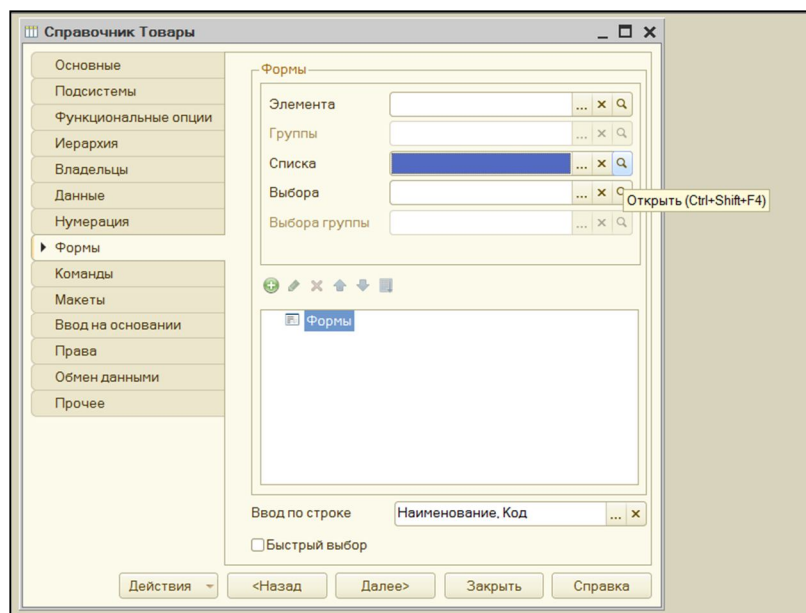 Справочник Товары
Основные
Подсистемы
Функциональные опции
Иерархия
Владельцы
Данные
Нумерация
Формы
Команды
Макеты
Ввод на основании
Права
Обмен данными
Прочее
Формы
Элемента
Группы
Списка
Выбора
Открыть (Ctrl+Shift+F4)
Выбора группы
Формы
Ввод по строке Наименование, Код
Быстрый выбор
Действия <Назад Далее> Закрыть Справка